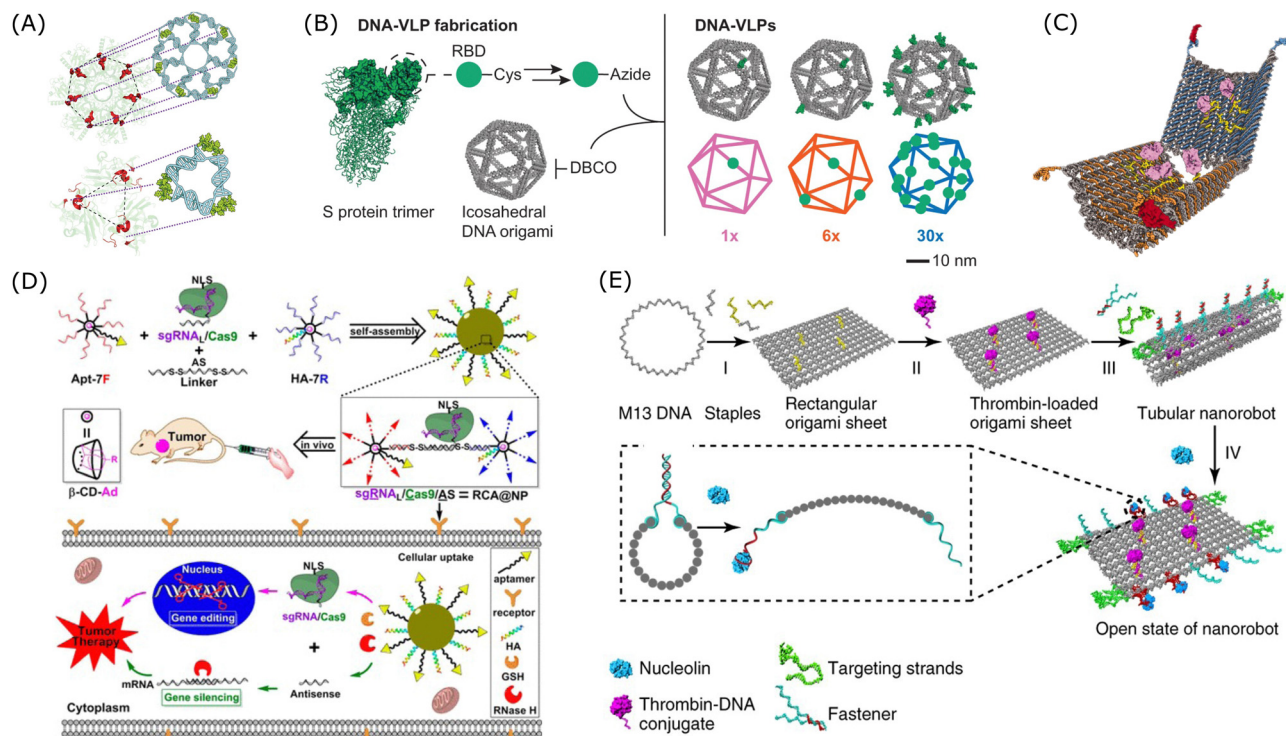 (A)
(B)
DNA-VLP fabrication
RBD
Cys
Azide
DBCO
S protein trimer
Icosahedral
DNA origami
DNA-VLPs
1x
6x
30x
10 nm
(C)
(D)
NLS
self-assembly
sgRNAL/Cas9
AS
S-S
S-S
Linker
Apt-7F
HA-7R
Tumor
in vivo
R
β-CD-Ad
NLS
S-S
S-S
sgRNAL/Cas9/AS = RCA@NP
Cellular uptake
Nucleus
Gene editing
NLS
sgRNA/Cas9
Tumor
Therapy
mRNA
Gene silencing
Antisense
Cytoplasm
aptamer
receptor
HA
GSH
RNase H
(E)
I
II
III
M13 DNA
Staples
Rectangular
origami sheet
Thrombin-loaded
origami sheet
Tubular nanorobot
IV
Open state of nanorobot
Nucleolin
Thrombin-DNA
conjugate
Targeting strands
Fastener